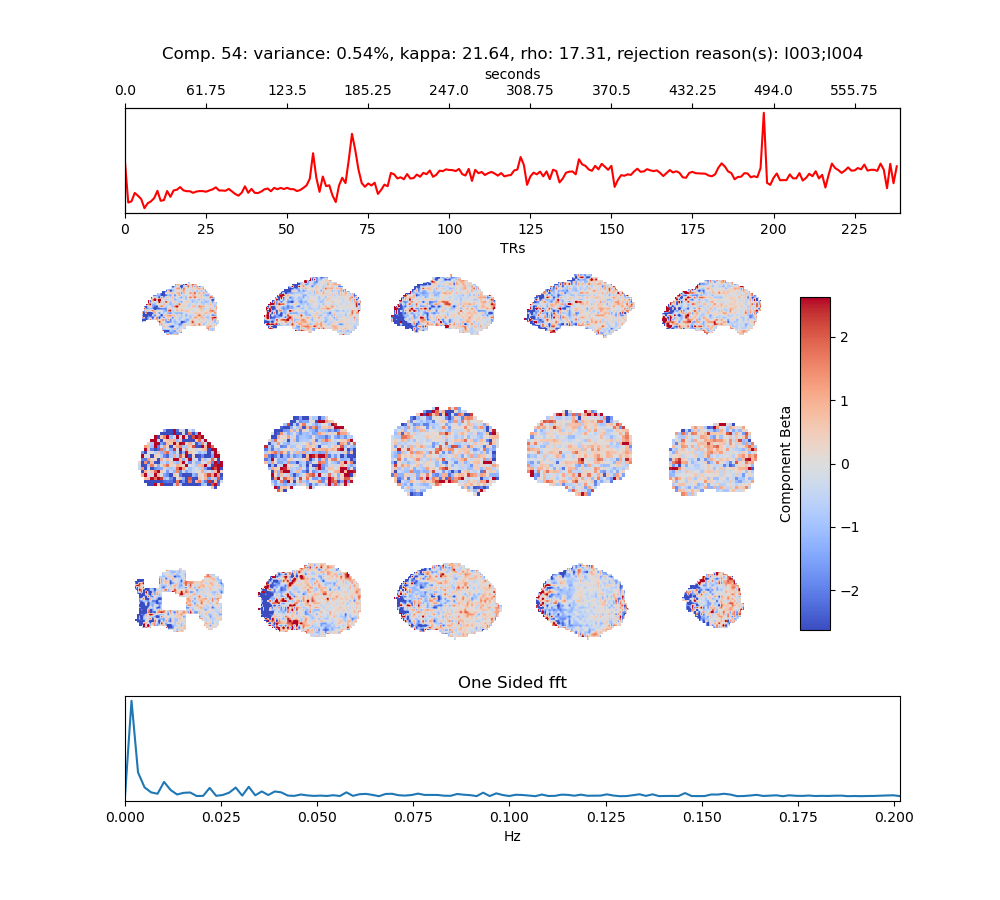 Comp. 54: variance: 0.54%, kappa: 21.64, rho: 17.31, rejection reason(s): I003;I004
seconds
0.0 61.75 123.5 185.25 247.0 308.75 370.5 432.25 494.0 555.75
0 25 50 75 100 125 150 175 200 225
TRs
2
1
0
−1
−2
Component Beta
One Sided fft
0.000 0.025 0.050 0.075 0.100 0.125 0.150 0.175 0.200
Hz